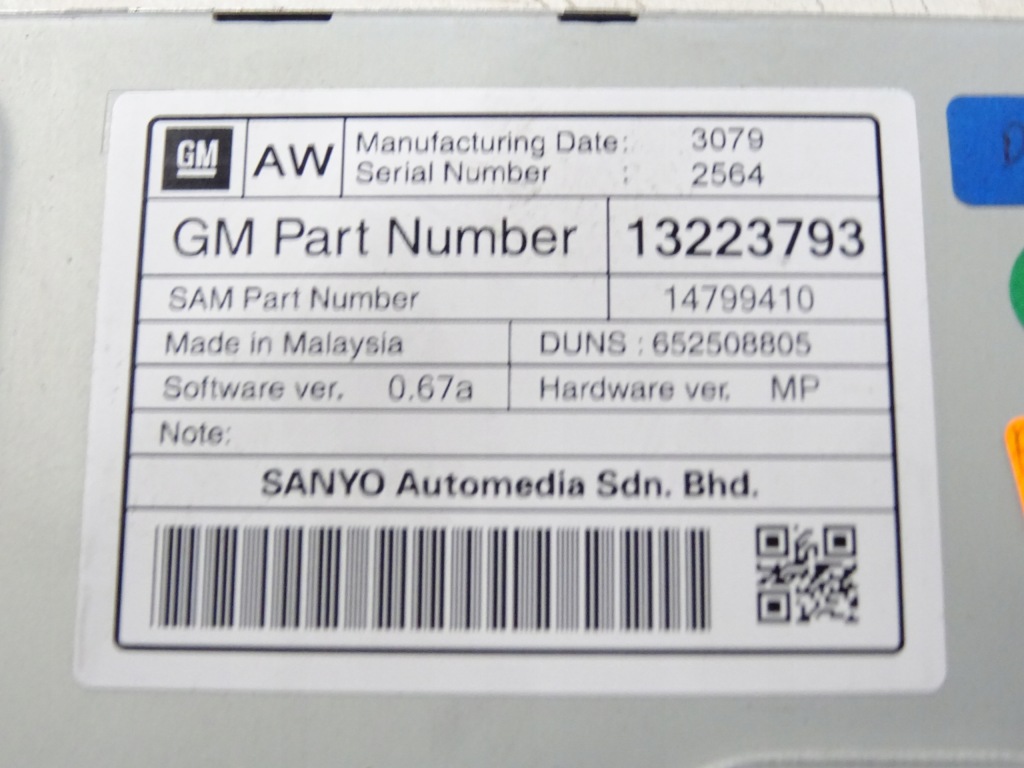 GM AW Manufacturing Date: 3079
Serial Number : 2564
GM Part Number 13223793
SAM Part Number 14799410
Made in Malaysia DUNS : 652508805
Software ver. 0.67a Hardware ver. MP
Note:
SANYO Automedia Sdn. Bhd.